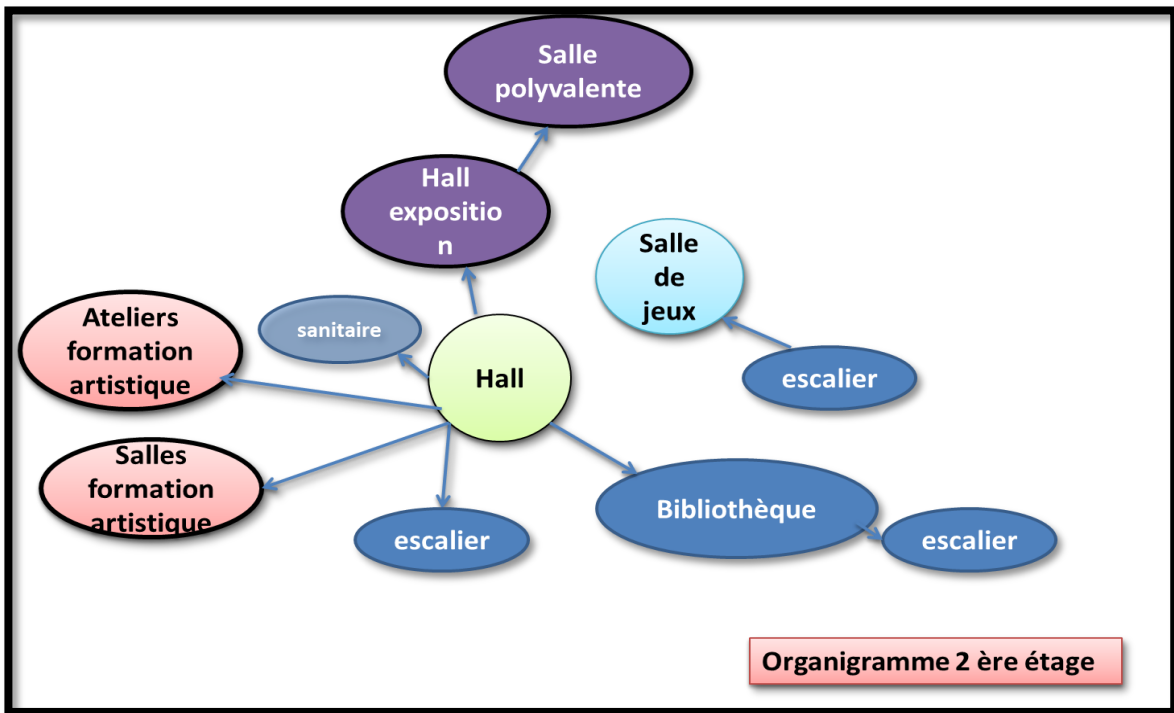 Salle
polyvalente
Hall
expositio
n
Salle
de
jeux
Ateliers
formation
artistique
sanitaire
Hall
escalier
Salles
formation
artistique
Bibliothèque
escalier
escalier
Organigramme 2 ère étage